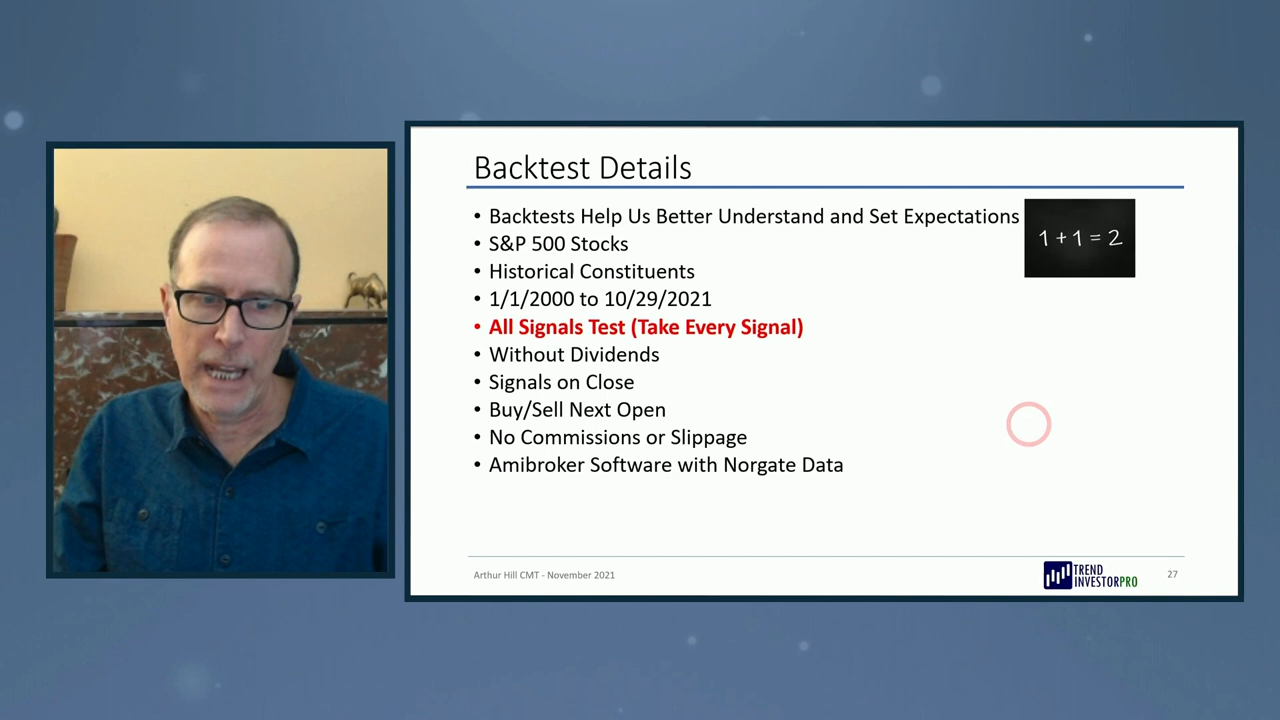 Backtest Details
• Backtests Help Us Better Understand and Set Expectations
1 + 1 = 2
• S&P 500 Stocks
• Historical Constituents
• 1/1/2000 to 10/29/2021
• All Signals Test (Take Every Signal)
• Without Dividends
• Signals on Close
• Buy/Sell Next Open
• No Commissions or Slippage
• Amibroker Software with Norgate Data
Arthur Hill CMT - November 2021
TREND
INVESTORPRO
27